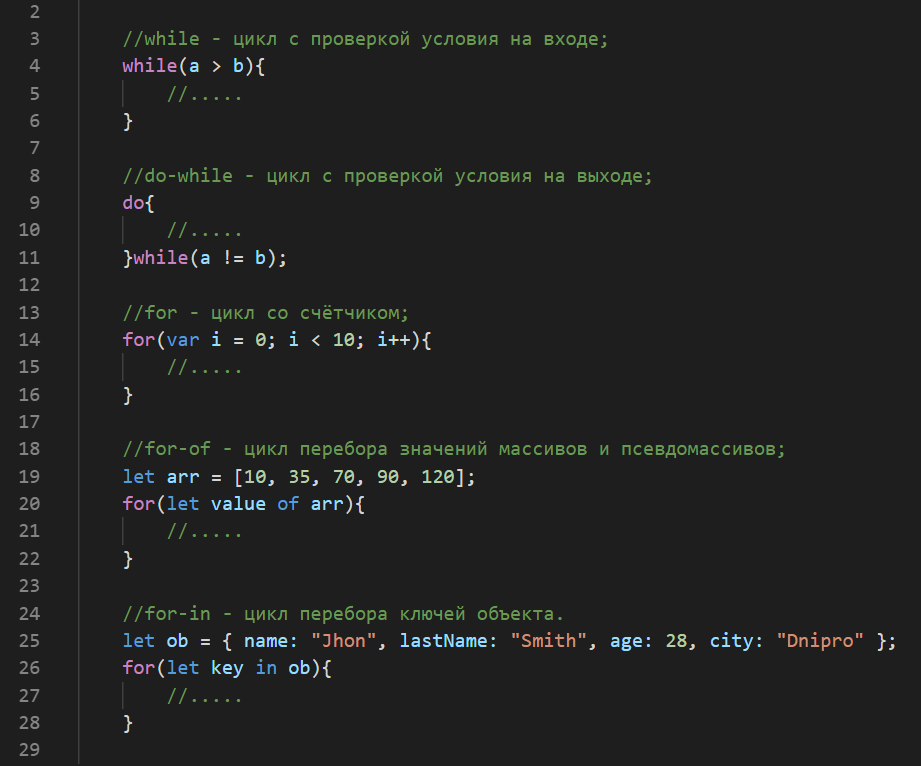 2
3 //while - цикл с проверкой условия на входе;
4 while(a > b){
5 //.....
6 }
7
8 //do-while - цикл с проверкой условия на выходе;
9 do{
10 //.....
11 }while(a != b);
12
13 //for - цикл со счётчиком;
14 for(var i = 0; i < 10; i++){
15 //.....
16 }
17
18 //for-of - цикл перебора значений массивов и псевдомассивов;
19 let arr = [10, 35, 70, 90, 120];
20 for(let value of arr){
21 //.....
22 }
23
24 //for-in - цикл перебора ключей объекта.
25 let ob = { name: "Jhon", lastName: "Smith", age: 28, city: "Dnipro" };
26 for(let key in ob){
27 //.....
28 }
29